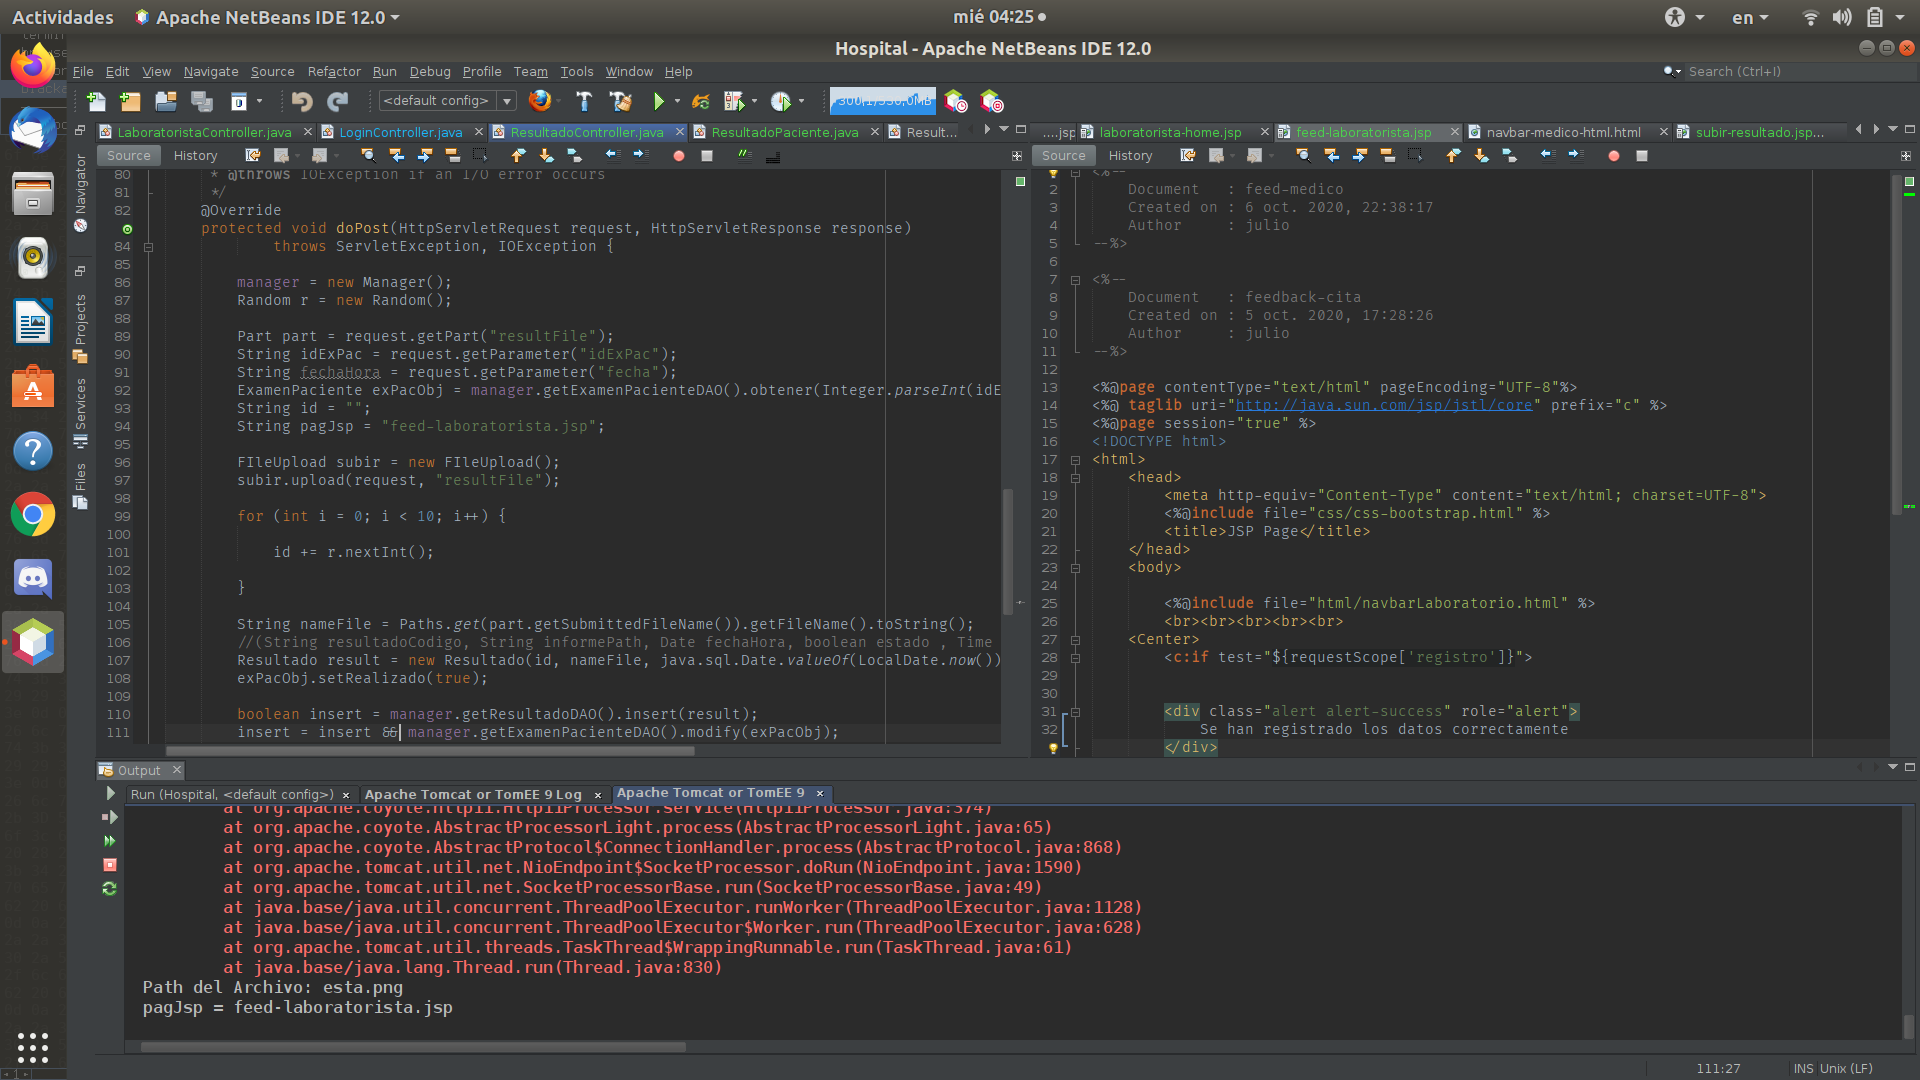 Actividades
Apache NetBeans IDE 12.0
mié 04:25
en
Hospital - Apache NetBeans IDE 12.0
File Edit View Navigate Source Refactor Run Debug Profile Team Tools Window Help
Search (Ctrl+I)
<default config>
LaboratoristaController.java
LoginController.java
ResultadoController.java
ResultadoPaciente.java
Result...
Source History
Navigator
Projects
Services
Files
80 * @throws IOException if an I/O error occurs
81 */
82 @Override
protected void doPost(HttpServletRequest request, HttpServletResponse response)
84 throws ServletException, IOException {
85
86 manager = new Manager();
87 Random r = new Random();
88
89 Part part = request.getPart("resultFile");
90 String idExPac = request.getParameter("idExPac");
91 String fechaHora = request.getParameter("fecha");
92 ExamenPaciente exPacObj = manager.getExamenPacienteDAO().obtener(Integer.parseInt(idE
93 String id = "";
94 String pagJsp = "feed-laboratorista.jsp";
95
96 FIleUpload subir = new FIleUpload();
97 subir.upload(request, "resultFile");
98
99 for (int i = 0; i < 10; i++) {
100
101 id += r.nextInt();
102
103 }
104
105 String nameFile = Paths.get(part.getSubmittedFileName()).getFileName().toString();
106 //(String resultadoCodigo, String informePath, Date fechaHora, boolean estado , Time
107 Resultado result = new Resultado(id, nameFile, java.sql.Date.valueOf(LocalDate.now())
108 exPacObj.setRealizado(true);
109
110 boolean insert = manager.getResultadoDAO().insert(result);
111 insert = insert && manager.getExamenPacienteDAO().modify(exPacObj);
....jsp
laboratorista-home.jsp
feed-laboratorista.jsp
navbar-medico-html.html
subir-resultado.jsp...
Source History
<%--
2 Document : feed-medico
3 Created on : 6 oct. 2020, 22:38:17
4 Author : julio
5 --%>
6
7 <%--
8 Document : feedback-cita
9 Created on : 5 oct. 2020, 17:28:26
10 Author : julio
11 --%>
12
13 <%@page contentType="text/html" pageEncoding="UTF-8"%>
14 <%@ taglib uri="http://java.sun.com/jsp/jstl/core" prefix="c" %>
15 <%@page session="true" %>
16 <!DOCTYPE html>
17 <html>
18 <head>
19 <meta http-equiv="Content-Type" content="text/html; charset=UTF-8">
20 <%@include file="css/css-bootstrap.html" %>
21 <title>JSP Page</title>
22 </head>
23 <body>
24
25 <%@include file="html/navbarLaboratorio.html" %>
26 <br><br><br><br><br>
27 <Center>
28 <c:if test="${requestScope['registro']}">
29
30
31 <div class="alert alert-success" role="alert">
32 Se han registrado los datos correctamente
</div>
Output
Run (Hospital, <default config>)
Apache Tomcat or TomEE 9 Log
Apache Tomcat or TomEE 9
at org.apache.coyote.http11.Http11Processor.service(Http11Processor.java:374)
at org.apache.coyote.AbstractProcessorLight.process(AbstractProcessorLight.java:65)
at org.apache.coyote.AbstractProtocol$ConnectionHandler.process(AbstractProtocol.java:868)
at org.apache.tomcat.util.net.NioEndpoint$SocketProcessor.doRun(NioEndpoint.java:1590)
at org.apache.tomcat.util.net.SocketProcessorBase.run(SocketProcessorBase.java:49)
at java.base/java.util.concurrent.ThreadPoolExecutor.runWorker(ThreadPoolExecutor.java:1128)
at java.base/java.util.concurrent.ThreadPoolExecutor$Worker.run(ThreadPoolExecutor.java:628)
at org.apache.tomcat.util.threads.TaskThread$WrappingRunnable.run(TaskThread.java:61)
at java.base/java.lang.Thread.run(Thread.java:830)
Path del Archivo: esta.png
pagJsp = feed-laboratorista.jsp
111:27
INS Unix (LF)